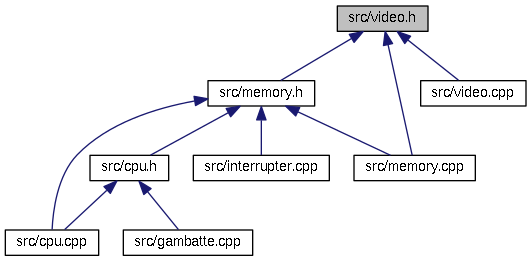 src/video.h
src/memory.h
src/video.cpp
src/cpu.h
src/interrupter.cpp
src/memory.cpp
src/cpu.cpp
src/gambatte.cpp